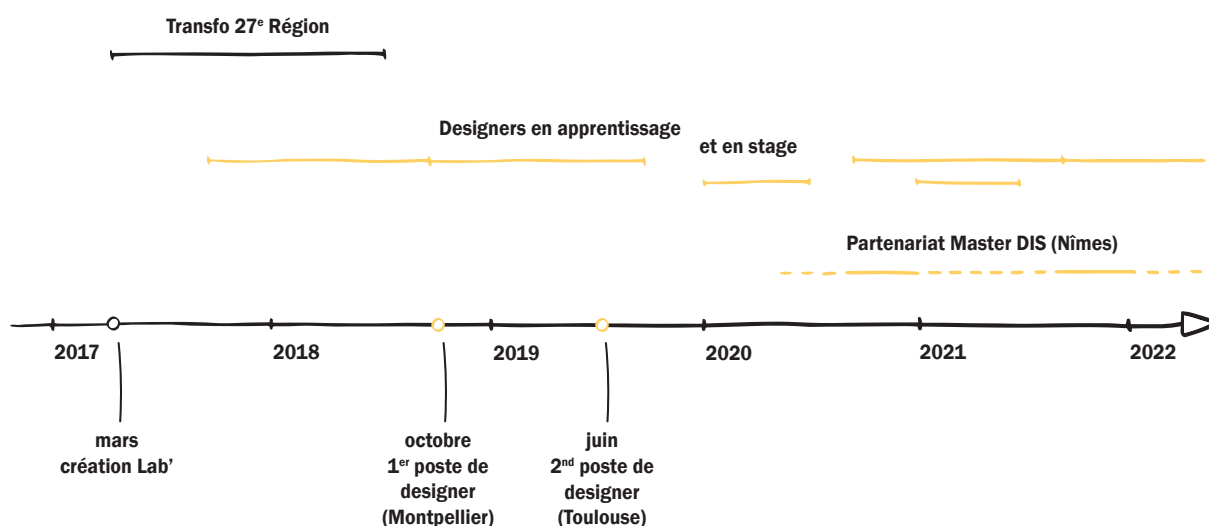 Transfo 27e Région
Designers en apprentissage
et en stage
Partenariat Master DIS (Nîmes)
2017
2018
2019
2020
2021
2022
mars
création Lab'
octobre
1er poste de
designer
(Montpellier)
juin
2nd poste de
designer
(Toulouse)